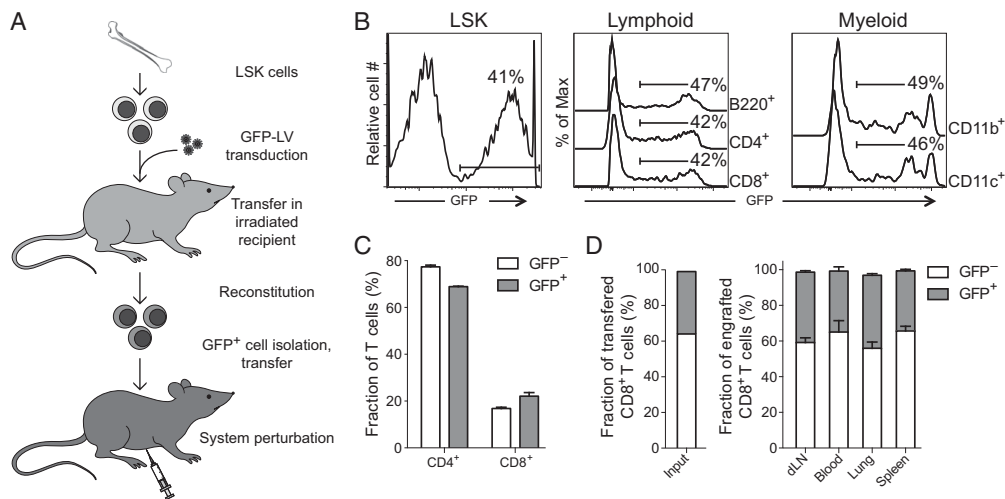 A
LSK cells
GFP-LV
transduction
Transfer in
irradiated
recipient
Reconstitution
GFP+ cell isolation,
transfer
System perturbation
B
LSK
Relative cell #
41%
GFP
Lymphoid
% of Max
47%
B220+
42%
CD4+
42%
CD8+
Myeloid
49%
CD11b+
46%
CD11c+
GFP
C
Fraction of T cells (%)
80
60
40
20
0
CD4+
CD8+
GFP−
GFP+
D
Fraction of transfered
CD8+ T cells (%)
100
80
60
40
20
0
Input
Fraction of engrafted
CD8+ T cells (%)
100
80
60
40
20
0
dLN
Blood
Lung
Spleen
GFP−
GFP+